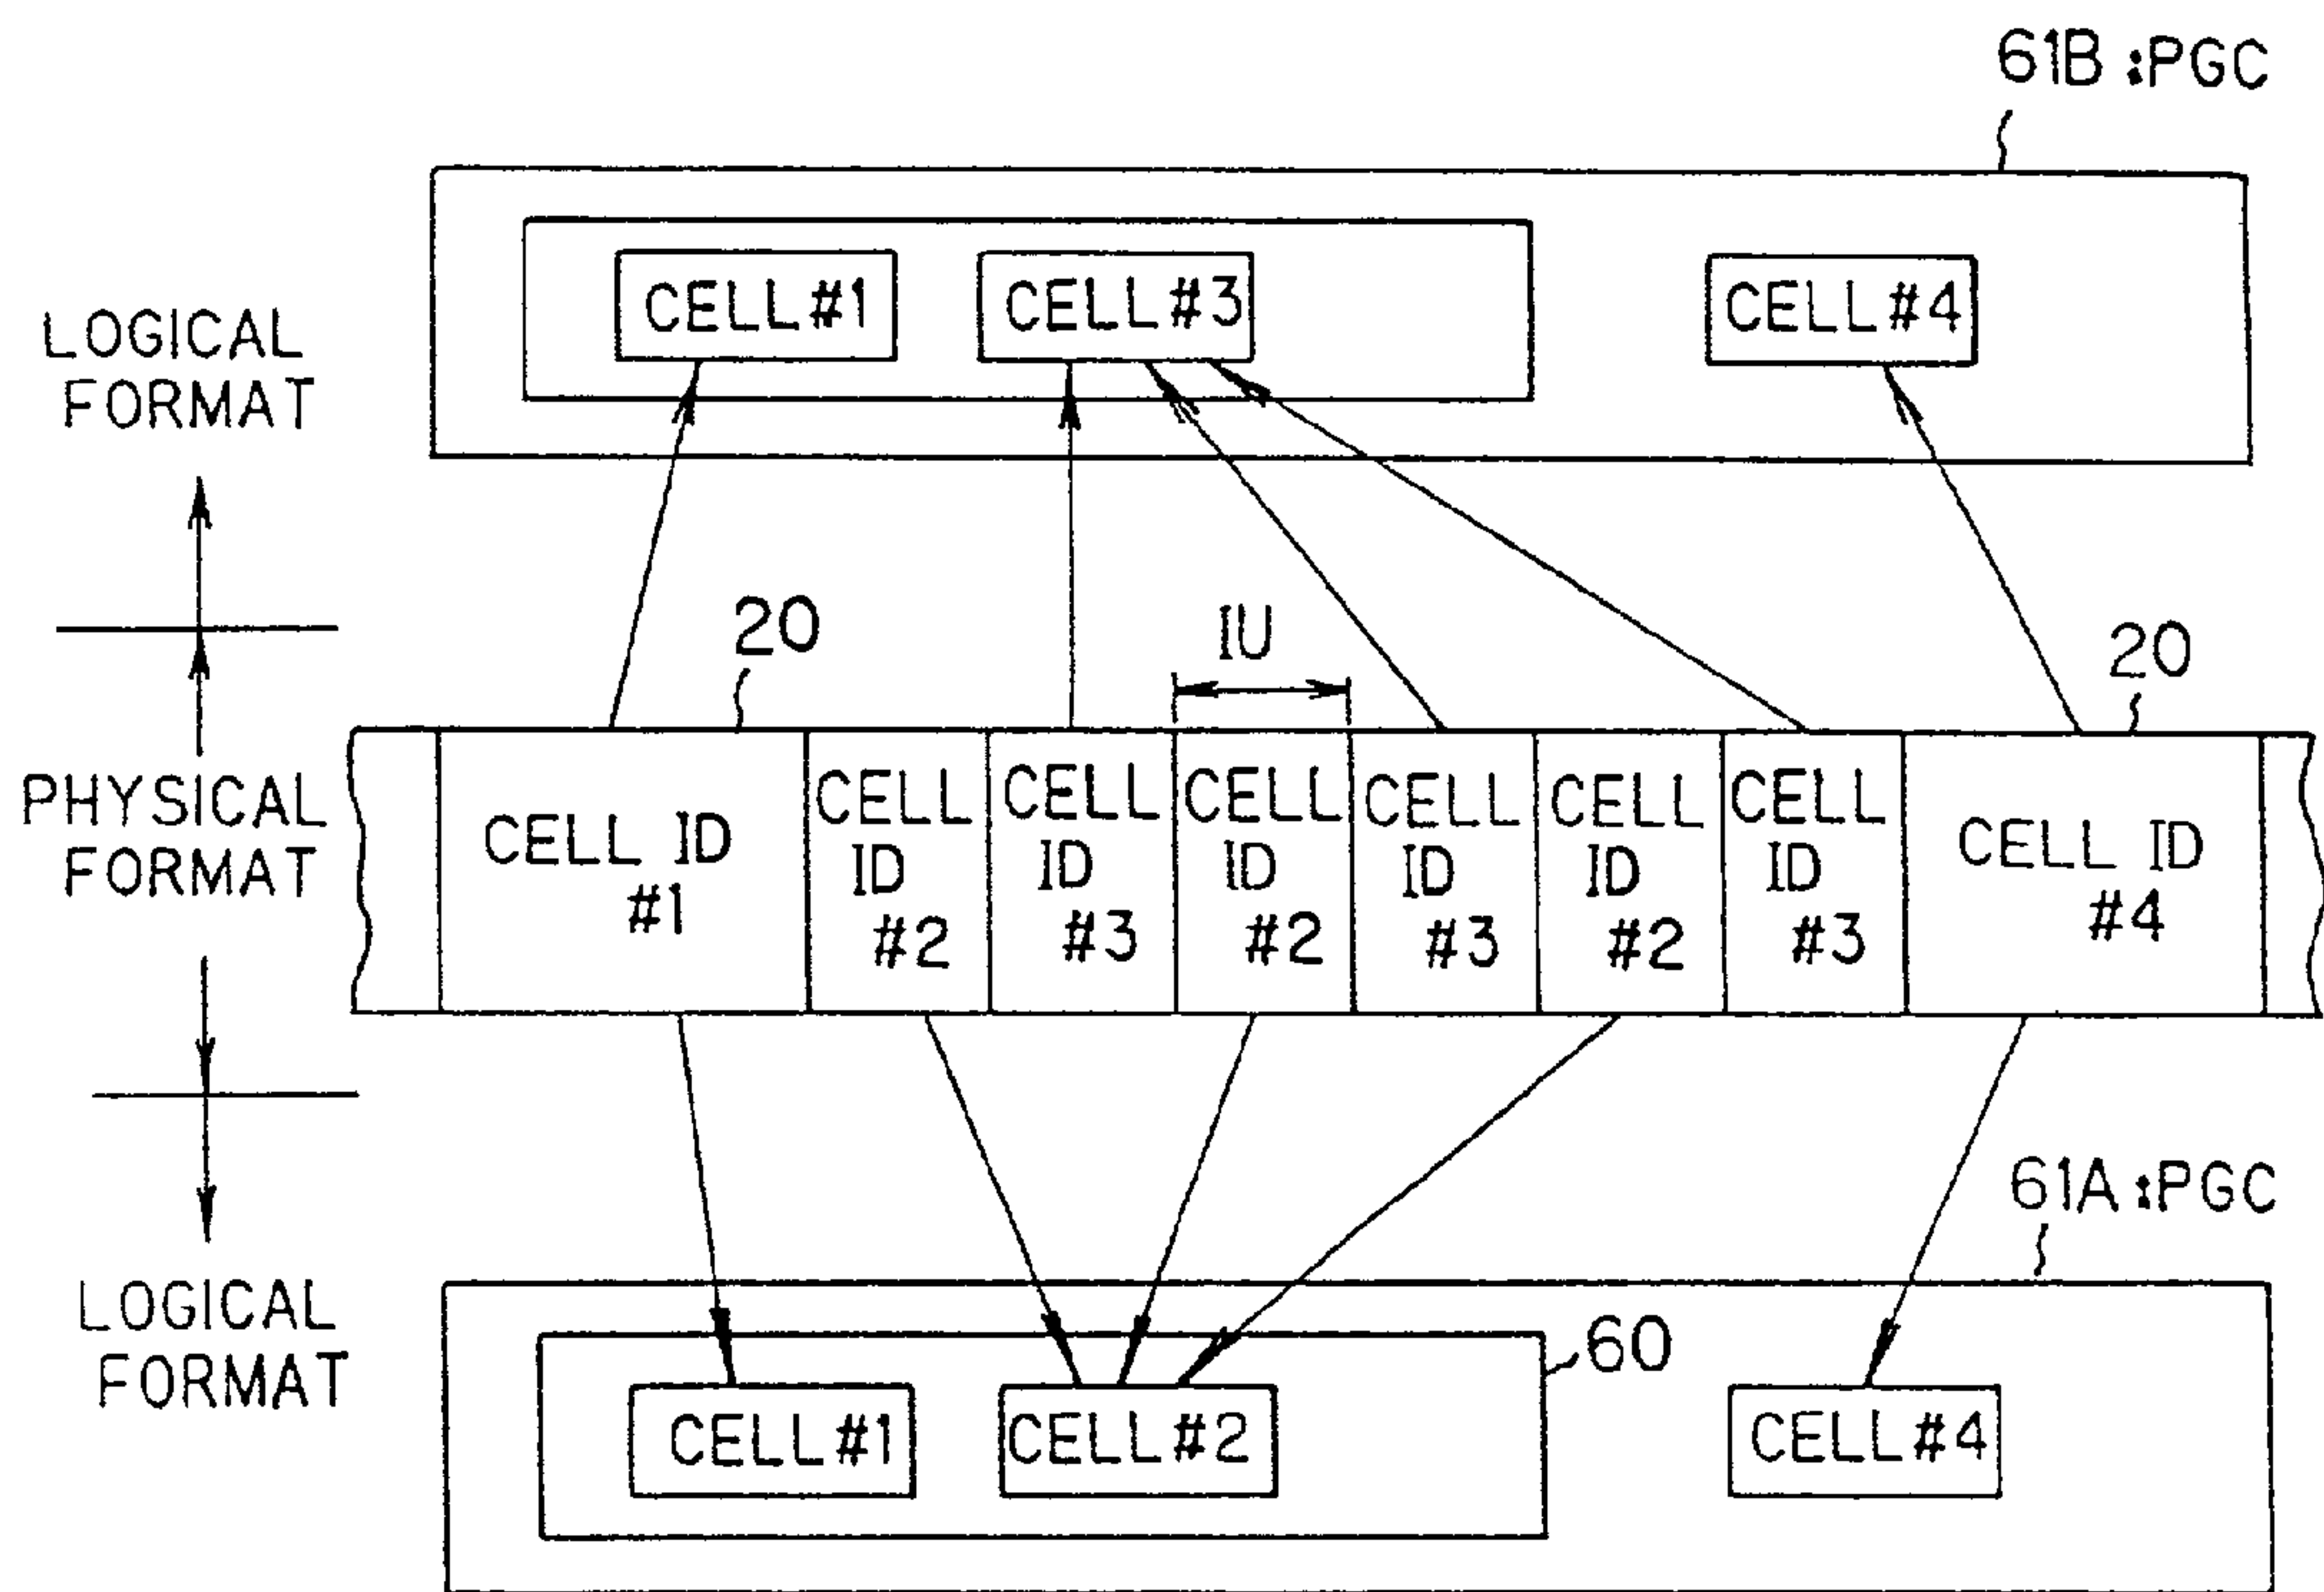 61B :PGC
CELL #1
CELL #3
CELL #4
LOGICAL
FORMAT
20
IU
20
PHYSICAL
FORMAT
CELL ID
#1
CELL
ID
#2
CELL
ID
#3
CELL
ID
#2
CELL
ID
#3
CELL
ID
#2
CELL
ID
#3
CELL ID
#4
61A :PGC
LOGICAL
FORMAT
60
CELL #1
CELL #2
CELL #4